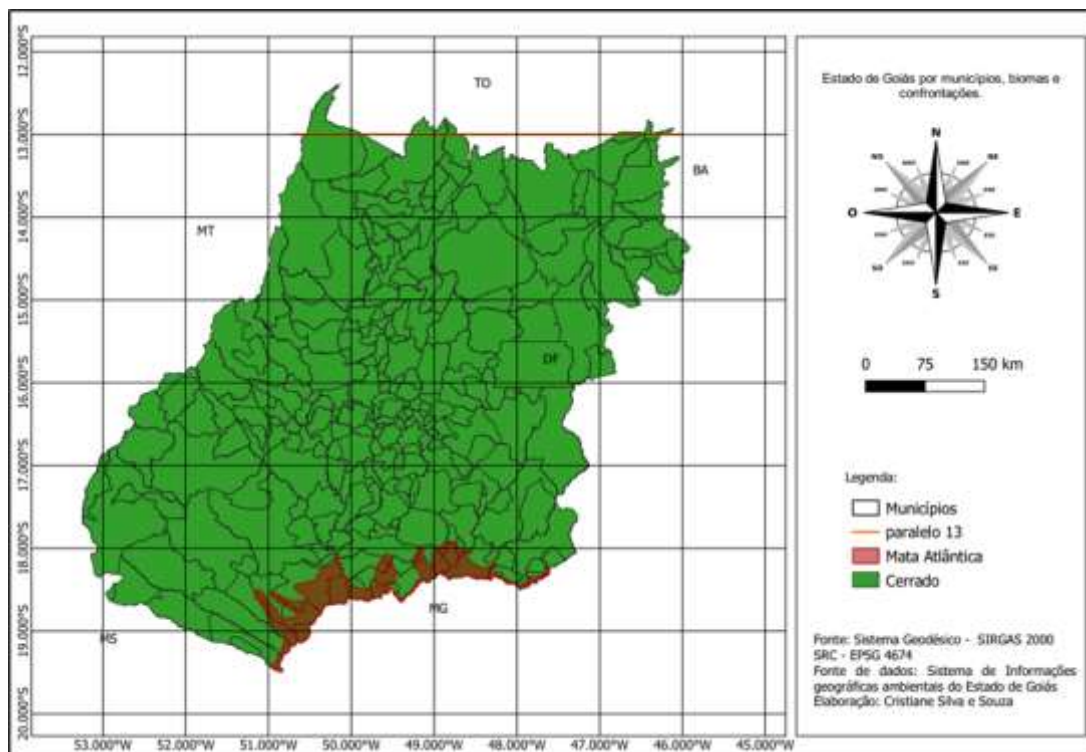 12.000°S
13.000°S
14.000°S
15.000°S
16.000°S
17.000°S
18.000°S
19.000°S
20.000°S
TO
BA
MT
DF
MG
MS
53.000°W 52.000°W 51.000°W 50.000°W 49.000°W 48.000°W 47.000°W 46.000°W 45.000°W
Estado de Goiás por municípios, biomas e
confrontações.
N
NO NE
O E
SO SE
S
0 75 150 km
Legenda:
Municípios
paralelo 13
Mata Atlântica
Cerrado
Fonte: Sistema Geodésico - SIRGAS 2000
SRC - EPSG 4674
Fonte de dados: Sistema de Informações
geográficas ambientais do Estado de Goiás
Elaboração: Cristiane Silva e Souza